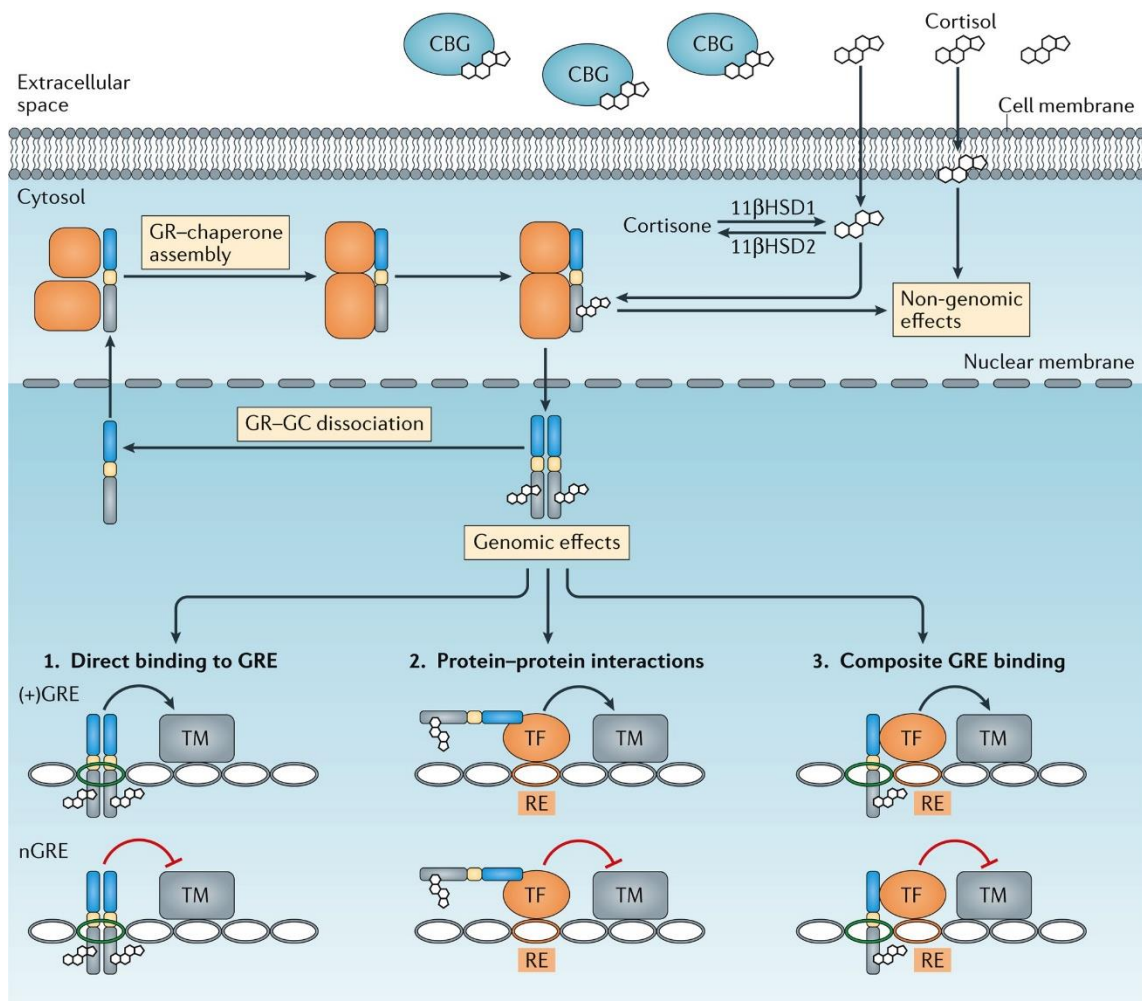 CBG
CBG
CBG
Cortisol
Extracellular
space
Cell membrane
Cytosol
GR–chaperone
assembly
Cortisone
11βHSD1
11βHSD2
Non-genomic
effects
Nuclear membrane
GR–GC dissociation
Genomic effects
1. Direct binding to GRE
2. Protein–protein interactions
3. Composite GRE binding
(+)GRE
TM
TF
TM
TF
TM
RE
RE
nGRE
TM
TF
TM
TF
TM
RE
RE